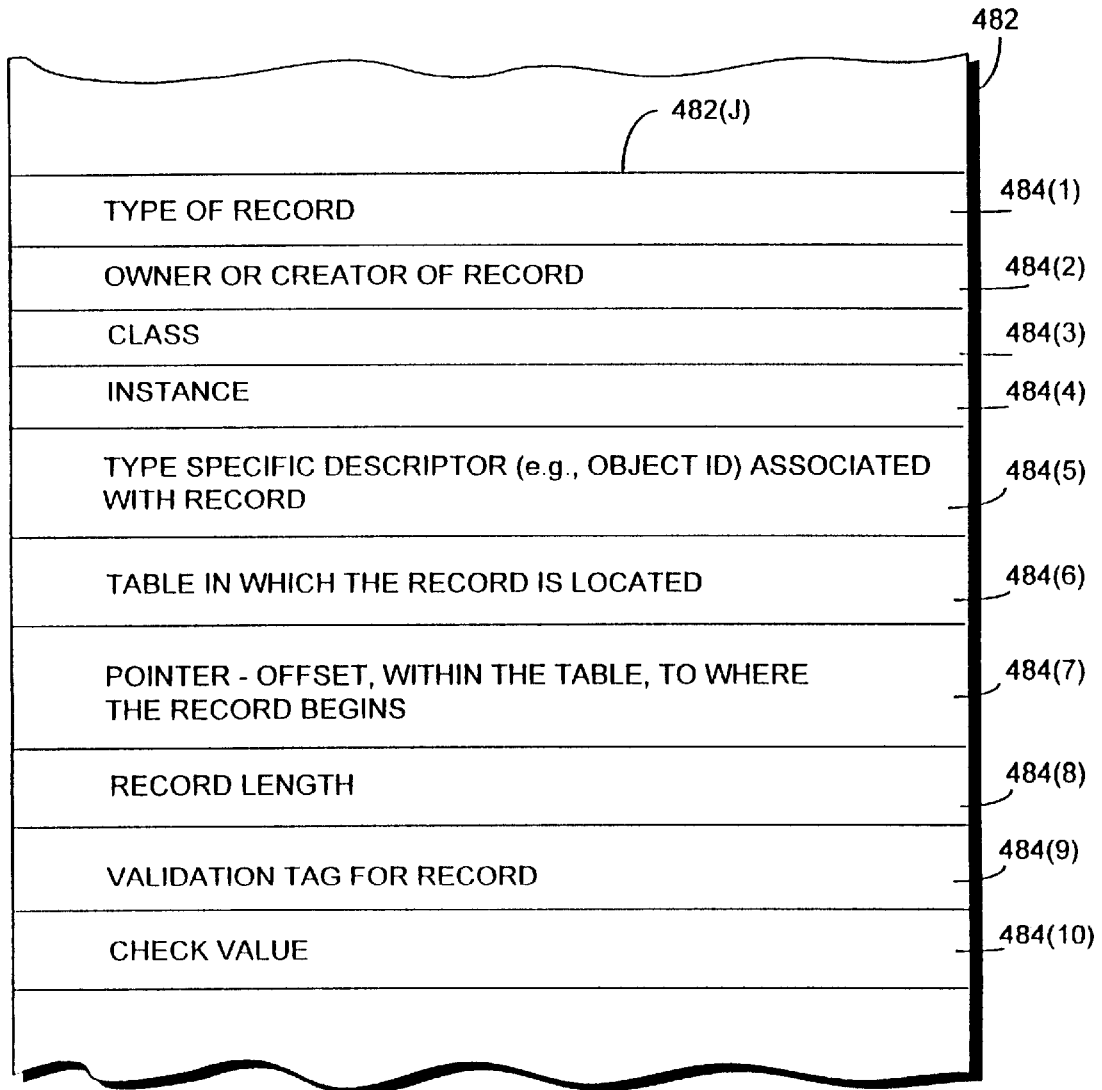 482
482(J)
TYPE OF RECORD
484(1)
OWNER OR CREATOR OF RECORD
484(2)
CLASS
484(3)
INSTANCE
484(4)
TYPE SPECIFIC DESCRIPTOR (e.g., OBJECT ID) ASSOCIATED
WITH RECORD
484(5)
TABLE IN WHICH THE RECORD IS LOCATED
484(6)
POINTER - OFFSET, WITHIN THE TABLE, TO WHERE
THE RECORD BEGINS
484(7)
RECORD LENGTH
484(8)
VALIDATION TAG FOR RECORD
484(9)
CHECK VALUE
484(10)